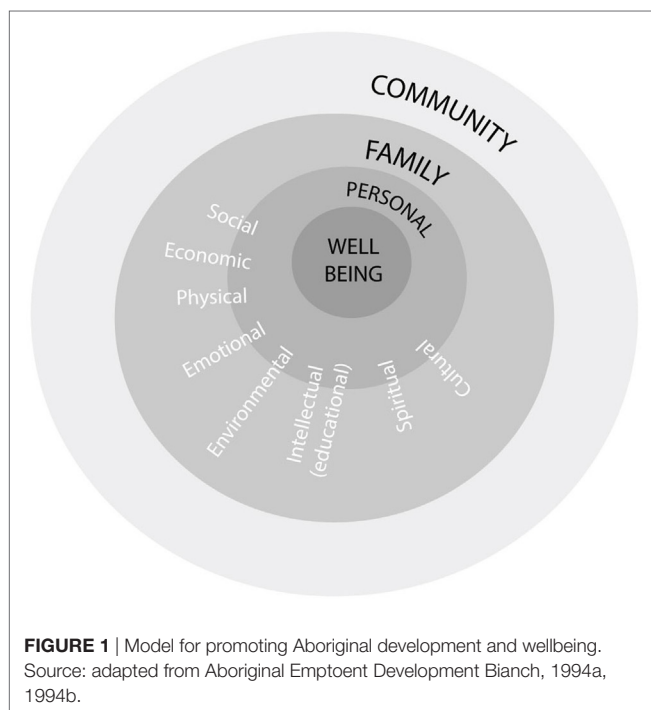 COMMUNITY
FAMILY
PERSONAL
WELL
BEING
Social
Economic
Physical
Emotional
Environmental
Intellectual
(educational)
Spiritual
Cultural
FIGURE 1 | Model for promoting Aboriginal development and wellbeing.
Source: adapted from Aboriginal Emptoent Development Bianch, 1994a,
1994b.